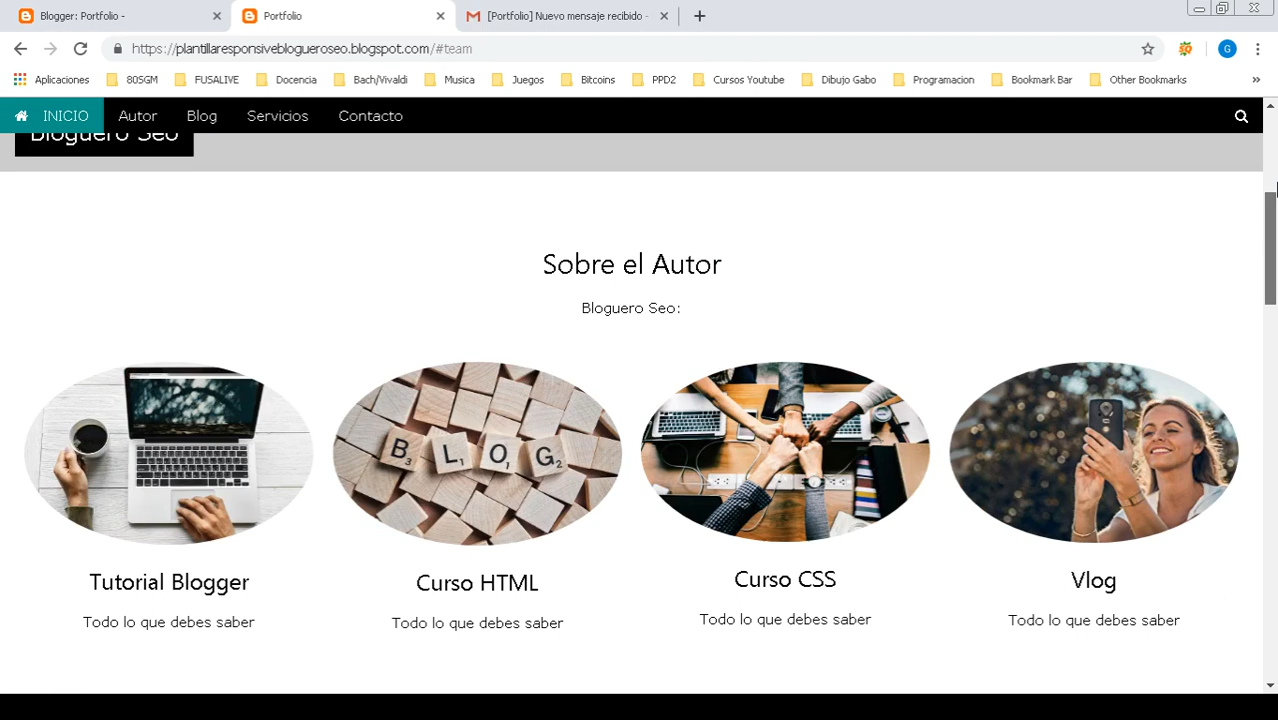 Blogger: Portfolio -
Portfolio
[Portfolio] Nuevo mensaje recibido -
https://plantillaresponsiveblogueroseo.blogspot.com/#team
G
Aplicaciones
80SGM
FUSALIVE
Docencia
Bach/Vivaldi
Musica
Juegos
Bitcoins
PPD2
Cursos Youtube
Dibujo Gabo
Programacion
Bookmark Bar
Other Bookmarks
»
INICIO Autor Blog Servicios Contacto
Bloguero Seo
Sobre el Autor
Bloguero Seo:
B L O G
Tutorial Blogger
Todo lo que debes saber
Curso HTML
Todo lo que debes saber
Curso CSS
Todo lo que debes saber
Vlog
Todo lo que debes saber